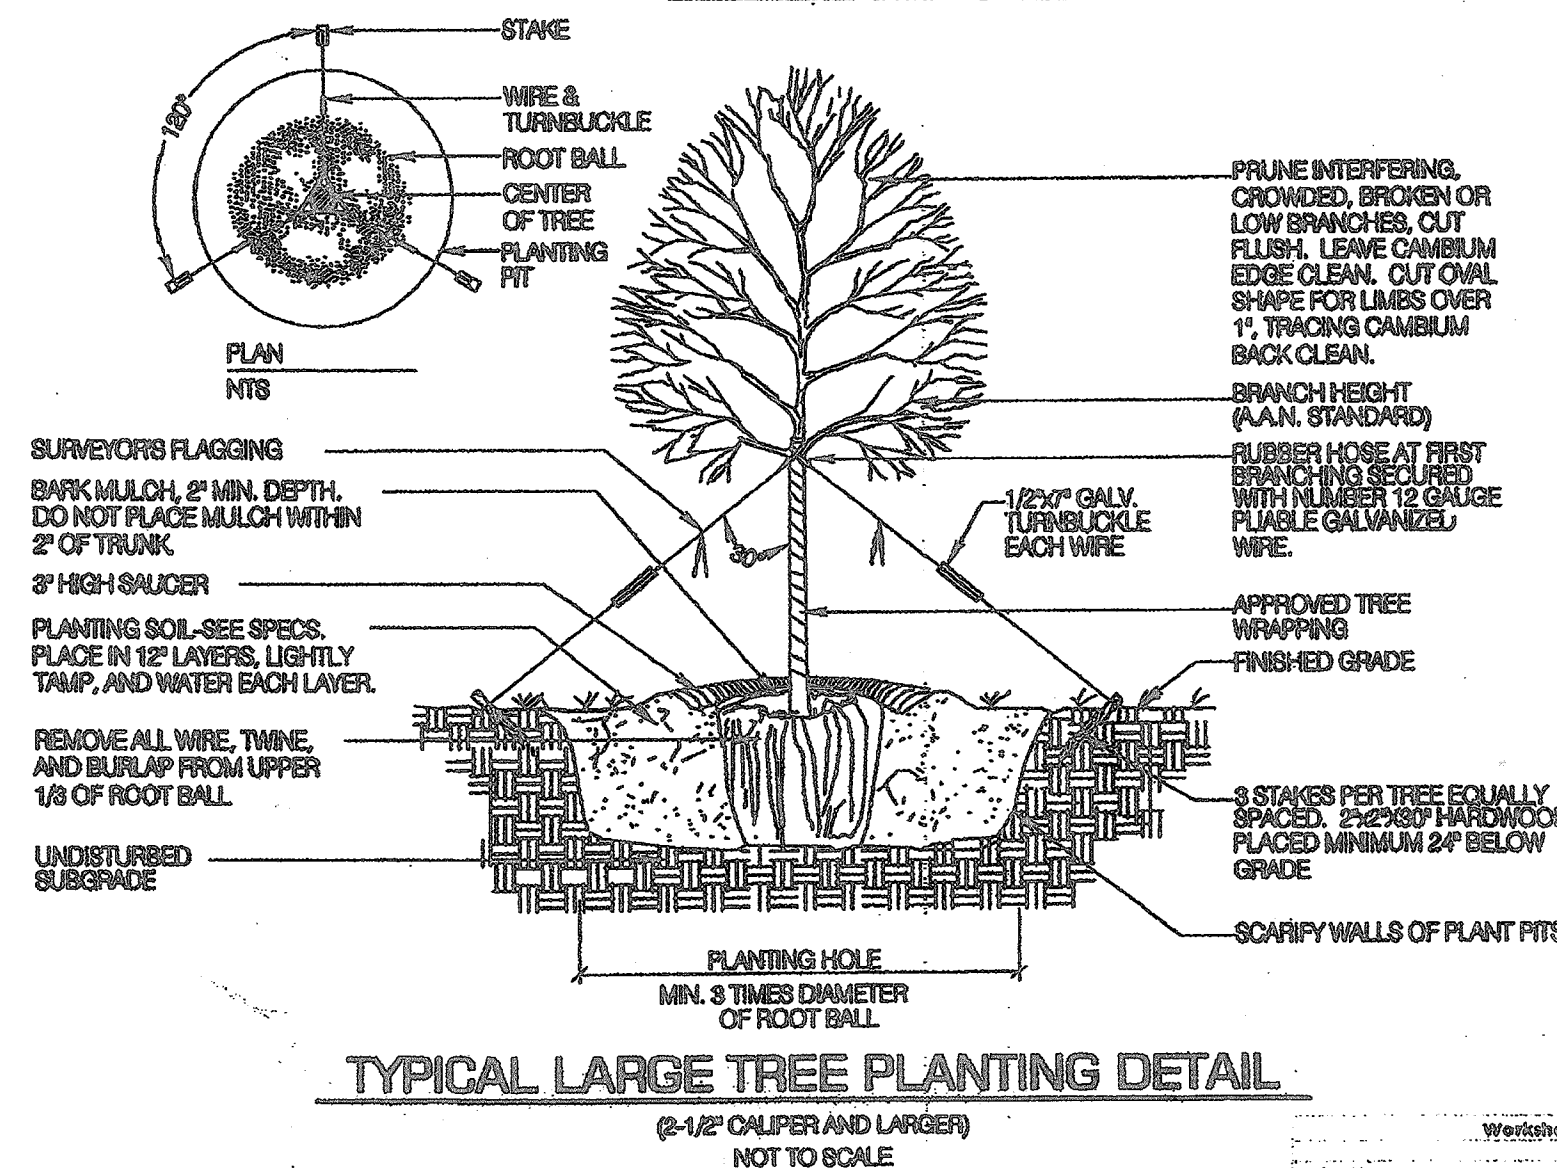 STAKE
WIRE &
TURNBUCKLE
ROOT BALL
CENTER
OF TREE
PLANTING
PIT
120°
PLAN
NTS
SURVEYOR'S FLAGGING
BARK MULCH, 2" MIN. DEPTH.
DO NOT PLACE MULCH WITHIN
2" OF TRUNK
3" HIGH SAUCER
PLANTING SOIL-SEE SPECS.
PLACE IN 12" LAYERS, LIGHTLY
TAMP, AND WATER EACH LAYER.
REMOVE ALL WIRE, TWINE,
AND BURLAP FROM UPPER
1/3 OF ROOT BALL
UNDISTURBED
SUBGRADE
30
1/2"X7" GALV.
TURNBUCKLE
EACH WIRE
PRUNE INTERFERING,
CROWDED, BROKEN OR
LOW BRANCHES, CUT
FLUSH. LEAVE CAMBIUM
EDGE CLEAN. CUT OVAL
SHAPE FOR LIMBS OVER
1", TRACING CAMBIUM
BACK CLEAN.
BRANCH HEIGHT
(A.A.N. STANDARD)
RUBBER HOSE AT FIRST
BRANCHING SECURED
WITH NUMBER 12 GAUGE
PLIABLE GALVANIZED
WIRE.
APPROVED TREE
WRAPPING
FINISHED GRADE
3 STAKES PER TREE EQUALLY
SPACED. 2"x2"X30" HARDWOO
PLACED MINIMUM 24" BELOW
GRADE
SCARIFY WALLS OF PLANT PITS
PLANTING HOLE
MIN. 3 TIMES DIAMETER
OF ROOT BALL
TYPICAL LARGE TREE PLANTING DETAIL
(2-1/2" CALIPER AND LARGER)
NOT TO SCALE
Worksho